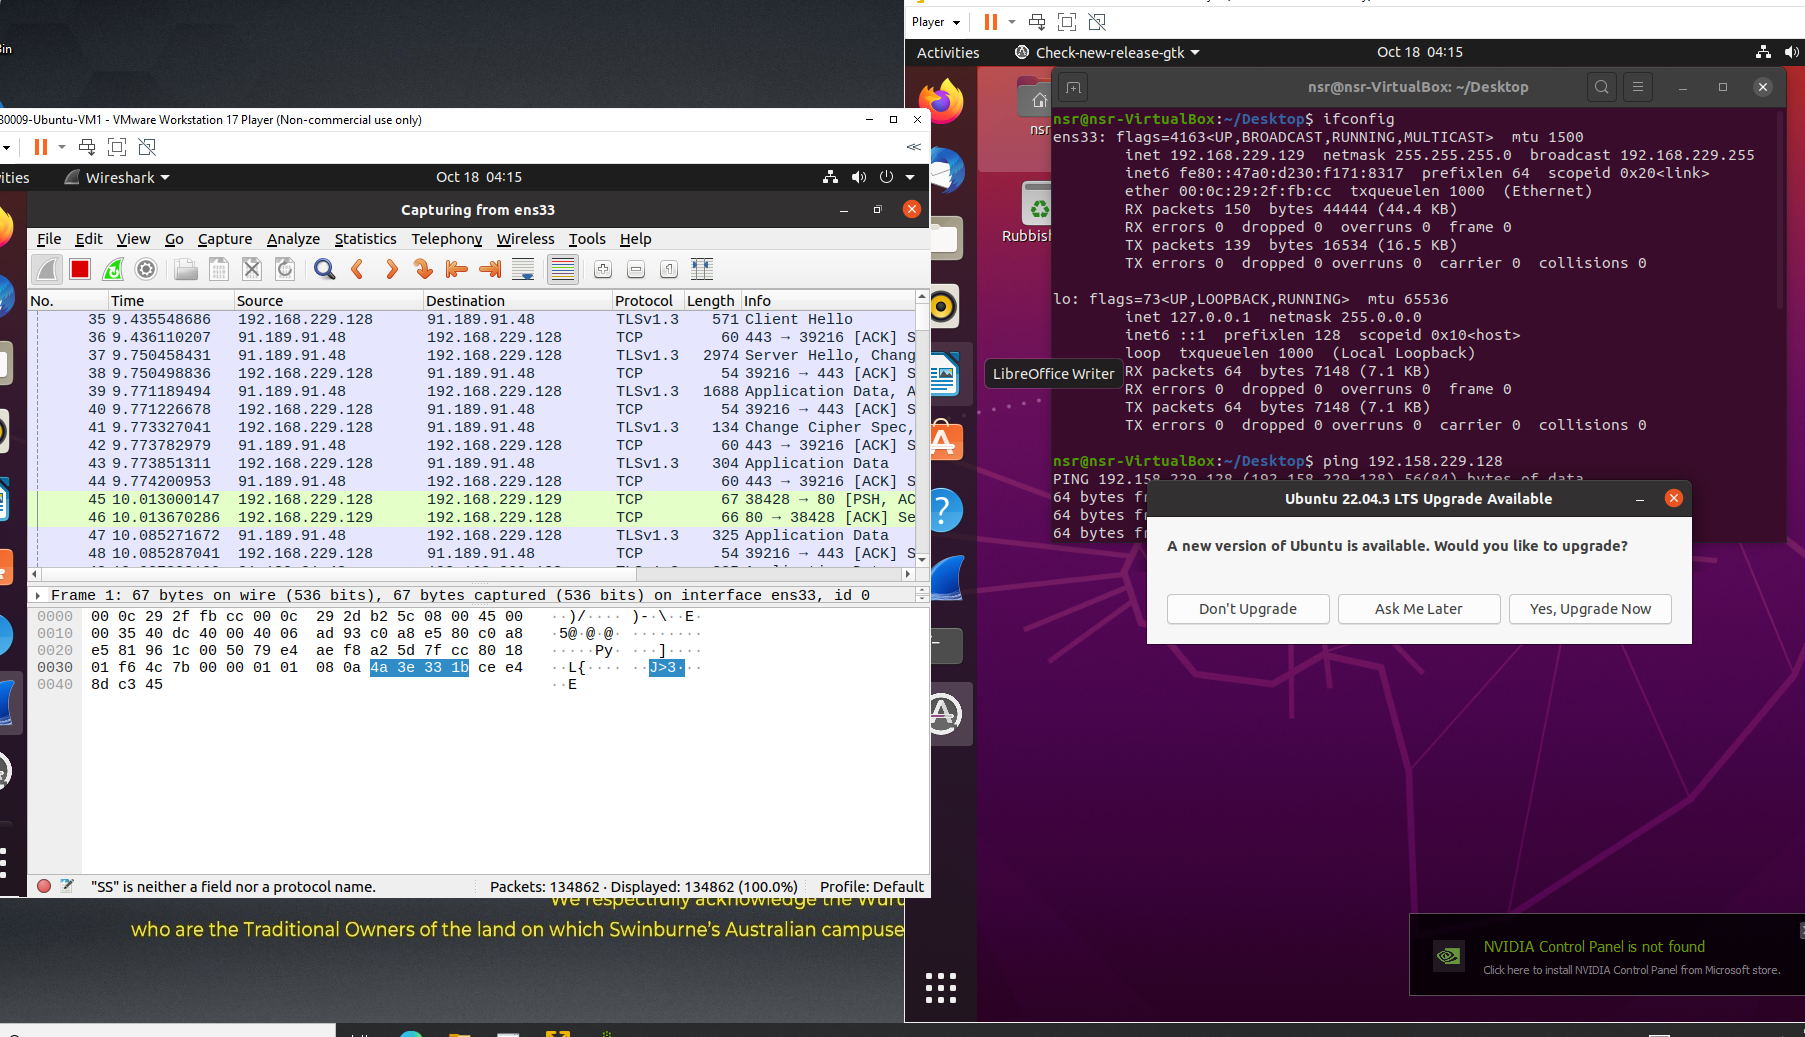 in
80009-Ubuntu-VM1 - VMware Workstation 17 Player (Non-commercial use only)
ities
Wireshark
Oct 18 04:15
Capturing from ens33
File Edit View Go Capture Analyze Statistics Telephony Wireless Tools Help
No. Time Source Destination Protocol Length Info
35 9.435548686 192.168.229.128 91.189.91.48 TLSv1.3 571 Client Hello
36 9.436110207 91.189.91.48 192.168.229.128 TCP 60 443 → 39216 [ACK] S
37 9.750458431 91.189.91.48 192.168.229.128 TLSv1.3 2974 Server Hello, Chang
38 9.750498836 192.168.229.128 91.189.91.48 TCP 54 39216 → 443 [ACK] S
39 9.771189494 91.189.91.48 192.168.229.128 TLSv1.3 1688 Application Data, A
40 9.771226678 192.168.229.128 91.189.91.48 TCP 54 39216 → 443 [ACK] S
41 9.773327041 192.168.229.128 91.189.91.48 TLSv1.3 134 Change Cipher Spec,
42 9.773782979 91.189.91.48 192.168.229.128 TCP 60 443 → 39216 [ACK] S
43 9.773851311 192.168.229.128 91.189.91.48 TLSv1.3 304 Application Data
44 9.774200953 91.189.91.48 192.168.229.128 TCP 60 443 → 39216 [ACK] S
45 10.013000147 192.168.229.128 192.168.229.129 TCP 67 38428 → 80 [PSH, AC
46 10.013670286 192.168.229.129 192.168.229.128 TCP 66 80 → 38428 [ACK] Se
47 10.085271672 91.189.91.48 192.168.229.128 TLSv1.3 325 Application Data
48 10.085287041 192.168.229.128 91.189.91.48 TCP 54 39216 → 443 [ACK] S
Frame 1: 67 bytes on wire (536 bits), 67 bytes captured (536 bits) on interface ens33, id 0
0000 00 0c 29 2f fb cc 00 0c 29 2d b2 5c 08 00 45 00 ··)/···· )-·\··E·
0010 00 35 40 dc 40 00 40 06 ad 93 c0 a8 e5 80 c0 a8 ·5@·@·@· ········
0020 e5 81 96 1c 00 50 79 e4 ae f8 a2 5d 7f cc 80 18 ·····Py· ···]····
0030 01 f6 4c 7b 00 00 01 01 08 0a 4a 3e 33 1b ce e4 ··L{···· ··J>3···
0040 8d c3 45 ··E
"SS" is neither a field nor a protocol name.
Packets: 134862 · Displayed: 134862 (100.0%)
Profile: Default
We respectfully acknowledge the Wuru
who are the Traditional Owners of the land on which Swinburne's Australian campuse
Player
Activities
Check-new-release-gtk
Oct 18 04:15
nsr
Rubbish
LibreOffice Writer
nsr@nsr-VirtualBox: ~/Desktop
nsr@nsr-VirtualBox:~/Desktop$ ifconfig
ens33: flags=4163<UP,BROADCAST,RUNNING,MULTICAST> mtu 1500
inet 192.168.229.129 netmask 255.255.255.0 broadcast 192.168.229.255
inet6 fe80::47a0:d230:f171:8317 prefixlen 64 scopeid 0x20<link>
ether 00:0c:29:2f:fb:cc txqueuelen 1000 (Ethernet)
RX packets 150 bytes 44444 (44.4 KB)
RX errors 0 dropped 0 overruns 0 frame 0
TX packets 139 bytes 16534 (16.5 KB)
TX errors 0 dropped 0 overruns 0 carrier 0 collisions 0
lo: flags=73<UP,LOOPBACK,RUNNING> mtu 65536
inet 127.0.0.1 netmask 255.0.0.0
inet6 ::1 prefixlen 128 scopeid 0x10<host>
loop txqueuelen 1000 (Local Loopback)
RX packets 64 bytes 7148 (7.1 KB)
RX errors 0 dropped 0 overruns 0 frame 0
TX packets 64 bytes 7148 (7.1 KB)
TX errors 0 dropped 0 overruns 0 carrier 0 collisions 0
nsr@nsr-VirtualBox:~/Desktop$ ping 192.158.229.128
PING 192.158.229.128 (192.158.229.128) 56(84) bytes of data.
64 bytes fr
64 bytes fr
64 bytes fr
Ubuntu 22.04.3 LTS Upgrade Available
A new version of Ubuntu is available. Would you like to upgrade?
Don't Upgrade
Ask Me Later
Yes, Upgrade Now
NVIDIA Control Panel is not found
Click here to install NVIDIA Control Panel from Microsoft store.